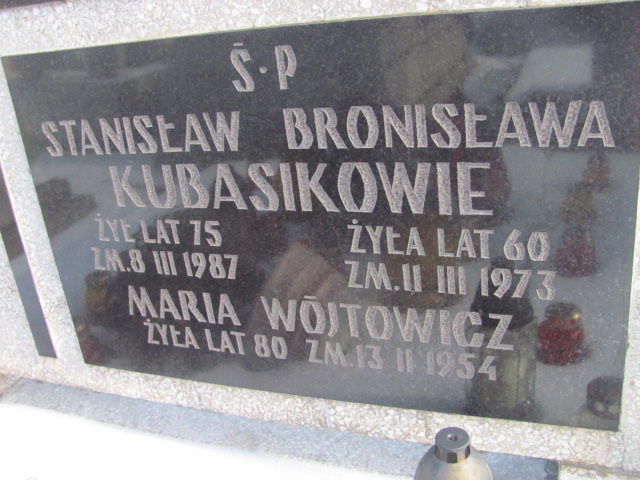 Ś·P
STANISŁAW BRONISŁAWA
KUBASIKOWIE
ŻYŁ LAT 75 ŻYŁA LAT 60
ZM. 8 III 1987 ZM. 11 III 1973
MARIA WÓJTOWICZ
ŻYŁA LAT 80 ZM. 13 II 1954